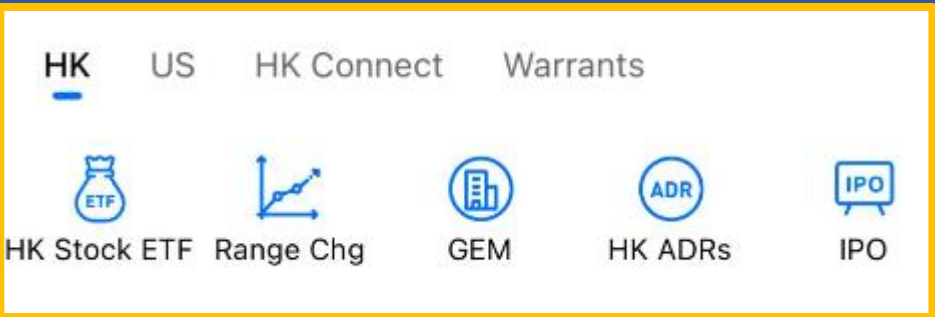 HK US HK Connect Warrants
ETF ADR IPO
HK Stock ETF Range Chg GEM HK ADRs IPO